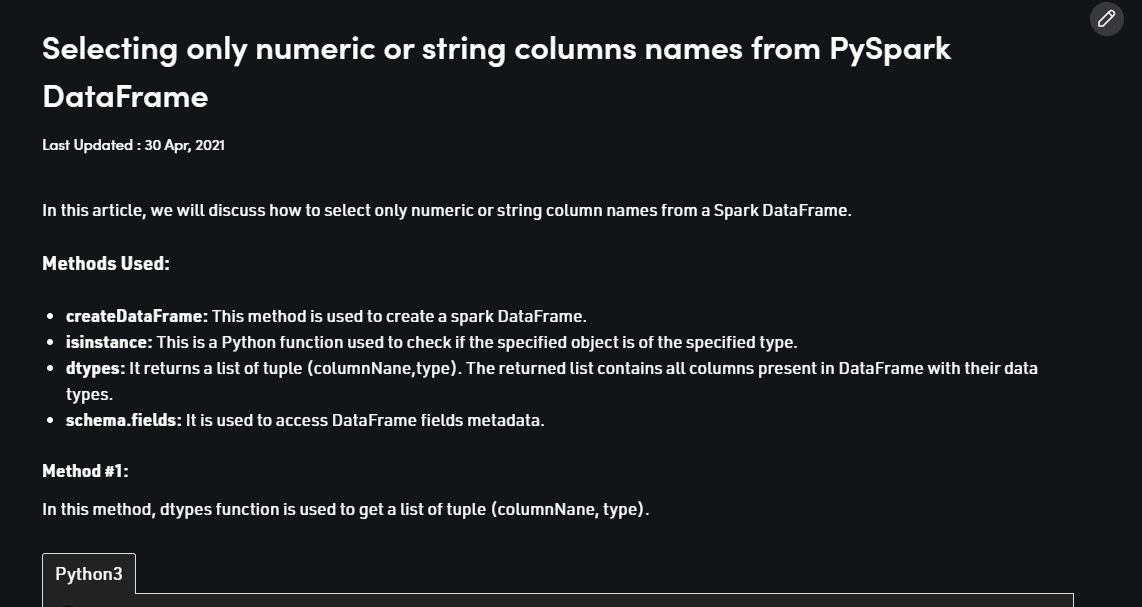 Selecting only numeric or string columns names from PySpark
DataFrame
Last Updated : 30 Apr, 2021
In this article, we will discuss how to select only numeric or string column names from a Spark DataFrame.
Methods Used:
• createDataFrame: This method is used to create a spark DataFrame.
• isinstance: This is a Python function used to check if the specified object is of the specified type.
• dtypes: It returns a list of tuple (columnNane,type). The returned list contains all columns present in DataFrame with their data
types.
• schema.fields: It is used to access DataFrame fields metadata.
Method #1:
In this method, dtypes function is used to get a list of tuple (columnNane, type).
Python3